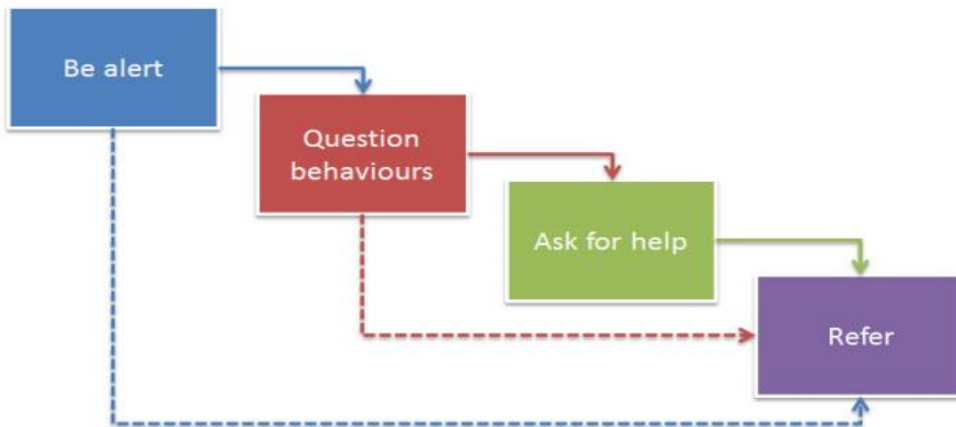 Be alert
Question
behaviours
Ask for help
Refer